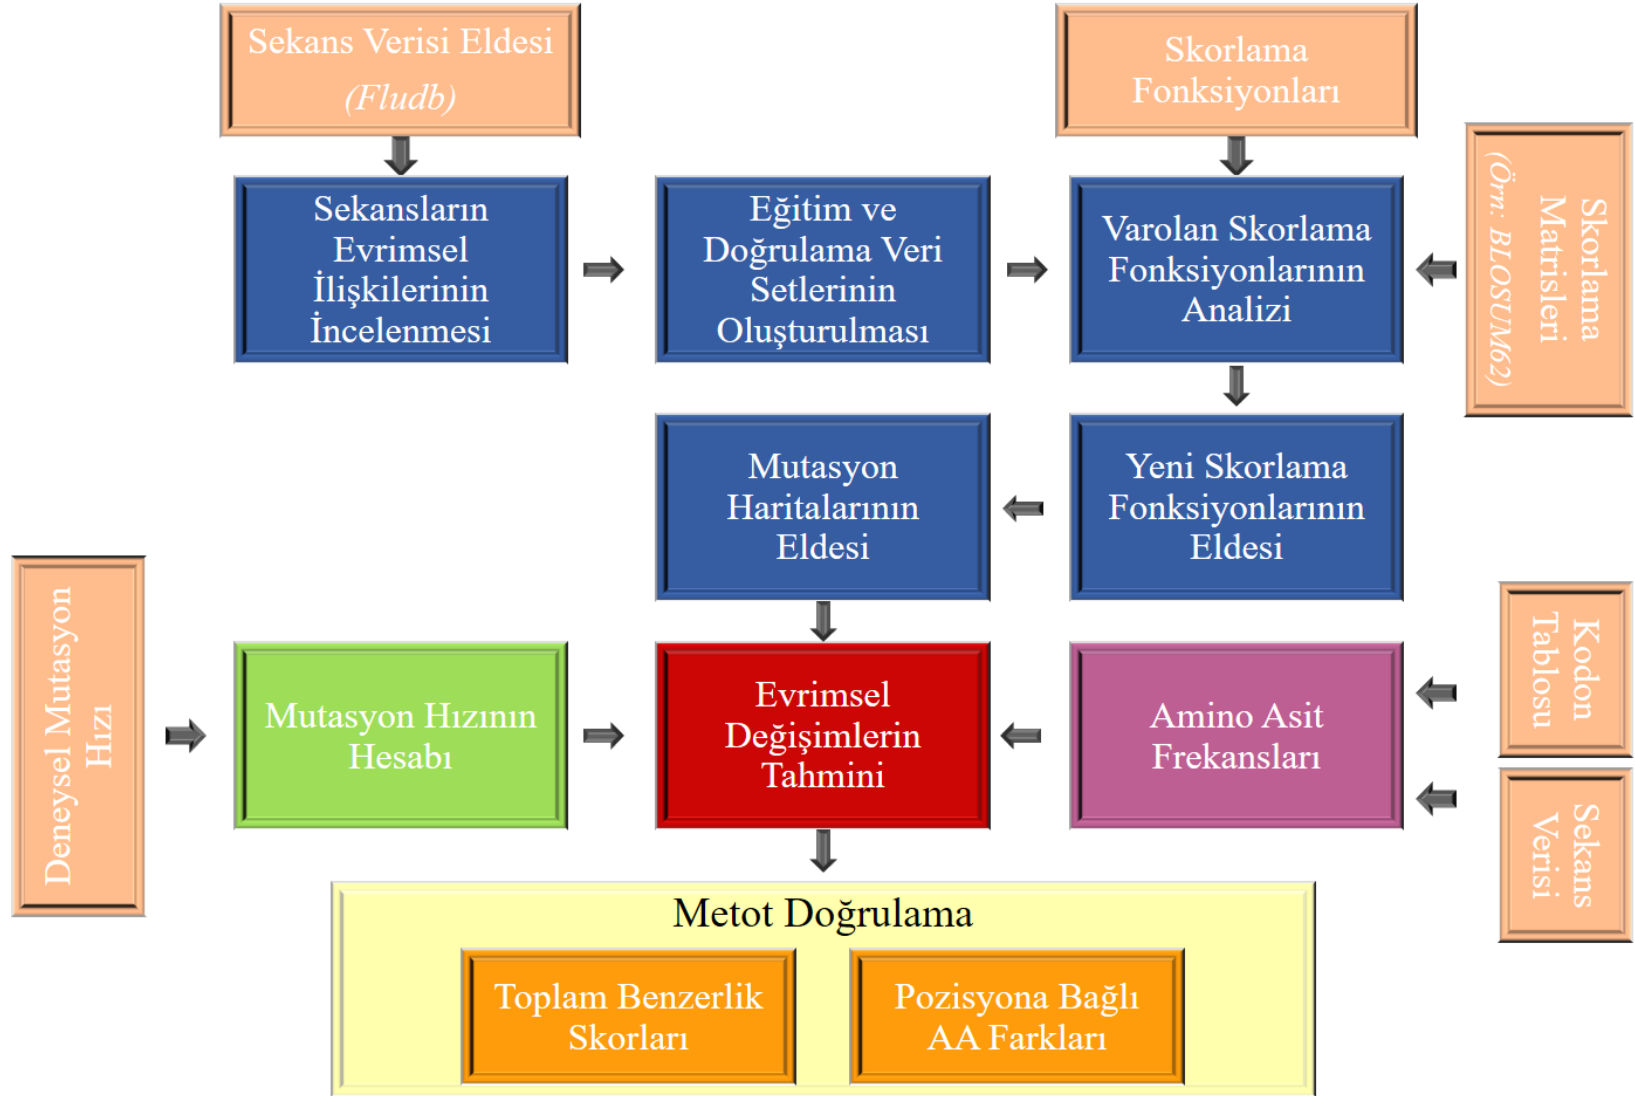 Sekans Verisi Eldesi
(Fludb)
Skorlama
Fonksiyonları
Skorlama
Matrisleri
(Örn: BLOSUM62)
Sekansların
Evrimsel
İlişkilerinin
İncelenmesi
Eğitim ve
Doğrulama Veri
Setlerinin
Oluşturulması
Varolan Skorlama
Fonksiyonlarının
Analizi
Mutasyon
Haritalarının
Eldesi
Yeni Skorlama
Fonksiyonlarının
Eldesi
Deneysel Mutasyon
Hızı
Mutasyon Hızının
Hesabı
Evrimsel
Değişimlerin
Tahmini
Amino Asit
Frekansları
Kodon
Tablosu
Sekans
Verisi
Metot Doğrulama
Toplam Benzerlik
Skorları
Pozisyona Bağlı
AA Farkları